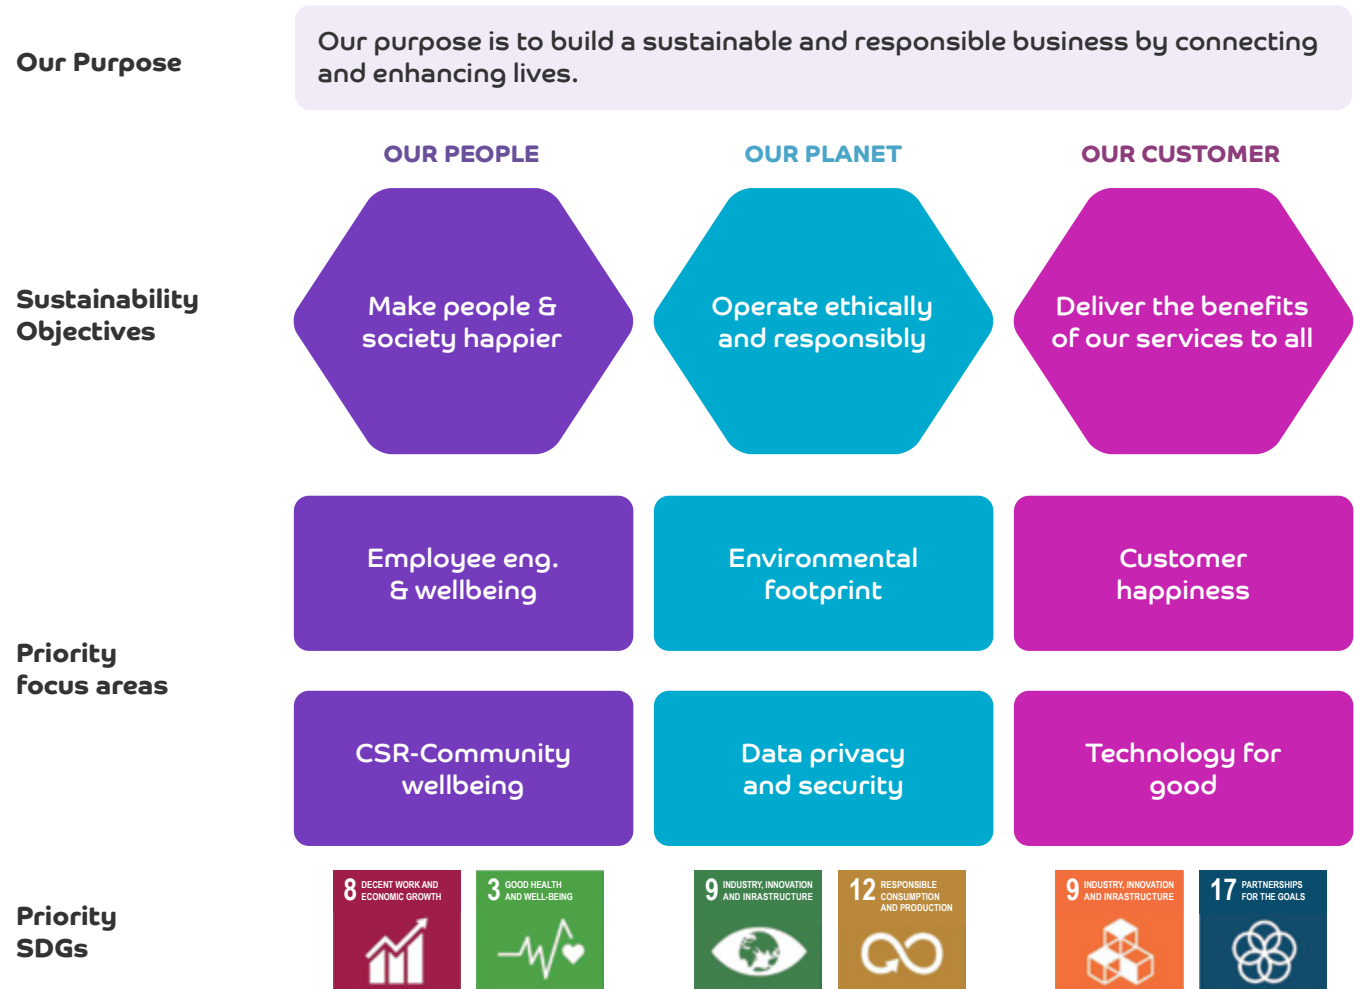 Our Purpose
Our purpose is to build a sustainable and responsible business by connecting
and enhancing lives.
OUR PEOPLE
OUR PLANET
OUR CUSTOMER
Sustainability
Objectives
Make people &
society happier
Operate ethically
and responsibly
Deliver the benefits
of our services to all
Priority
focus areas
Employee eng.
& wellbeing
Environmental
footprint
Customer
happiness
CSR-Community
wellbeing
Data privacy
and security
Technology for
good
Priority
SDGs
8 DECENT WORK AND
ECONOMIC GROWTH
3 GOOD HEALTH
AND WELL-BEING
9 INDUSTRY, INNOVATION
AND INRASTRUCTURE
12 RESPONSIBLE
CONSUMPTION
AND PRODUCTION
9 INDUSTRY, INNOVATION
AND INRASTRUCTURE
17 PARTNERSHIPS
FOR THE GOALS